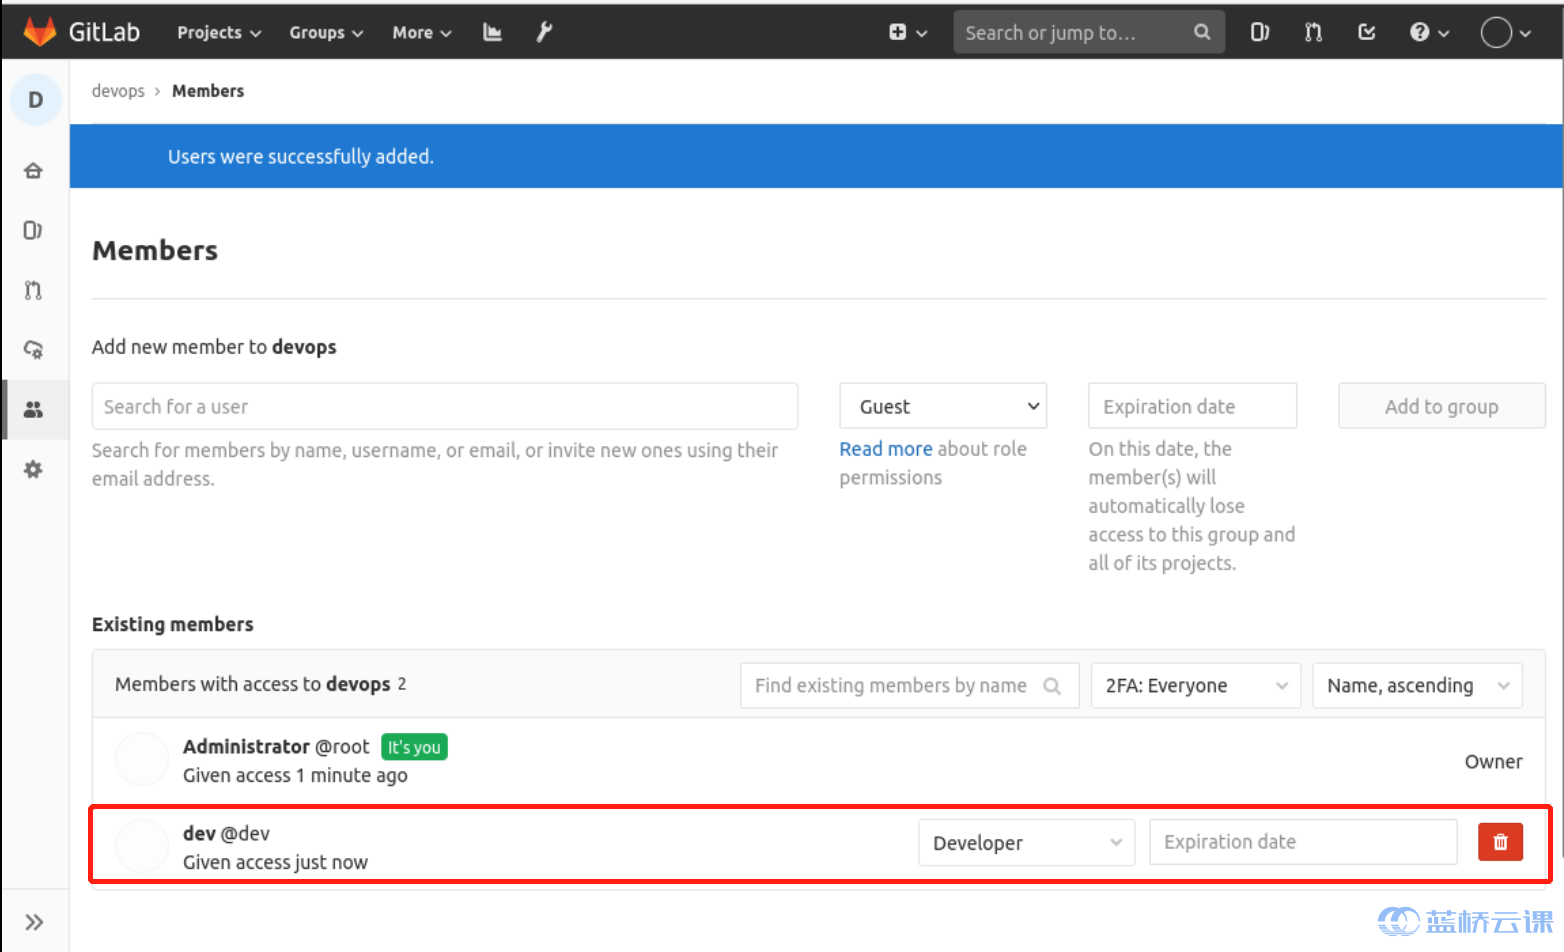 GitLab Projects Groups More Search or jump to...
D
devops › Members
Users were successfully added.
Members
Add new member to devops
Search for a user
Guest
Expiration date
Add to group
Search for members by name, username, or email, or invite new ones using their
email address.
Read more about role
permissions
On this date, the
member(s) will
automatically lose
access to this group and
all of its projects.
Existing members
Members with access to devops 2
Find existing members by name
2FA: Everyone
Name, ascending
Administrator @root It's you
Given access 1 minute ago
Owner
dev @dev
Given access just now
Developer
Expiration date
蓝桥云课